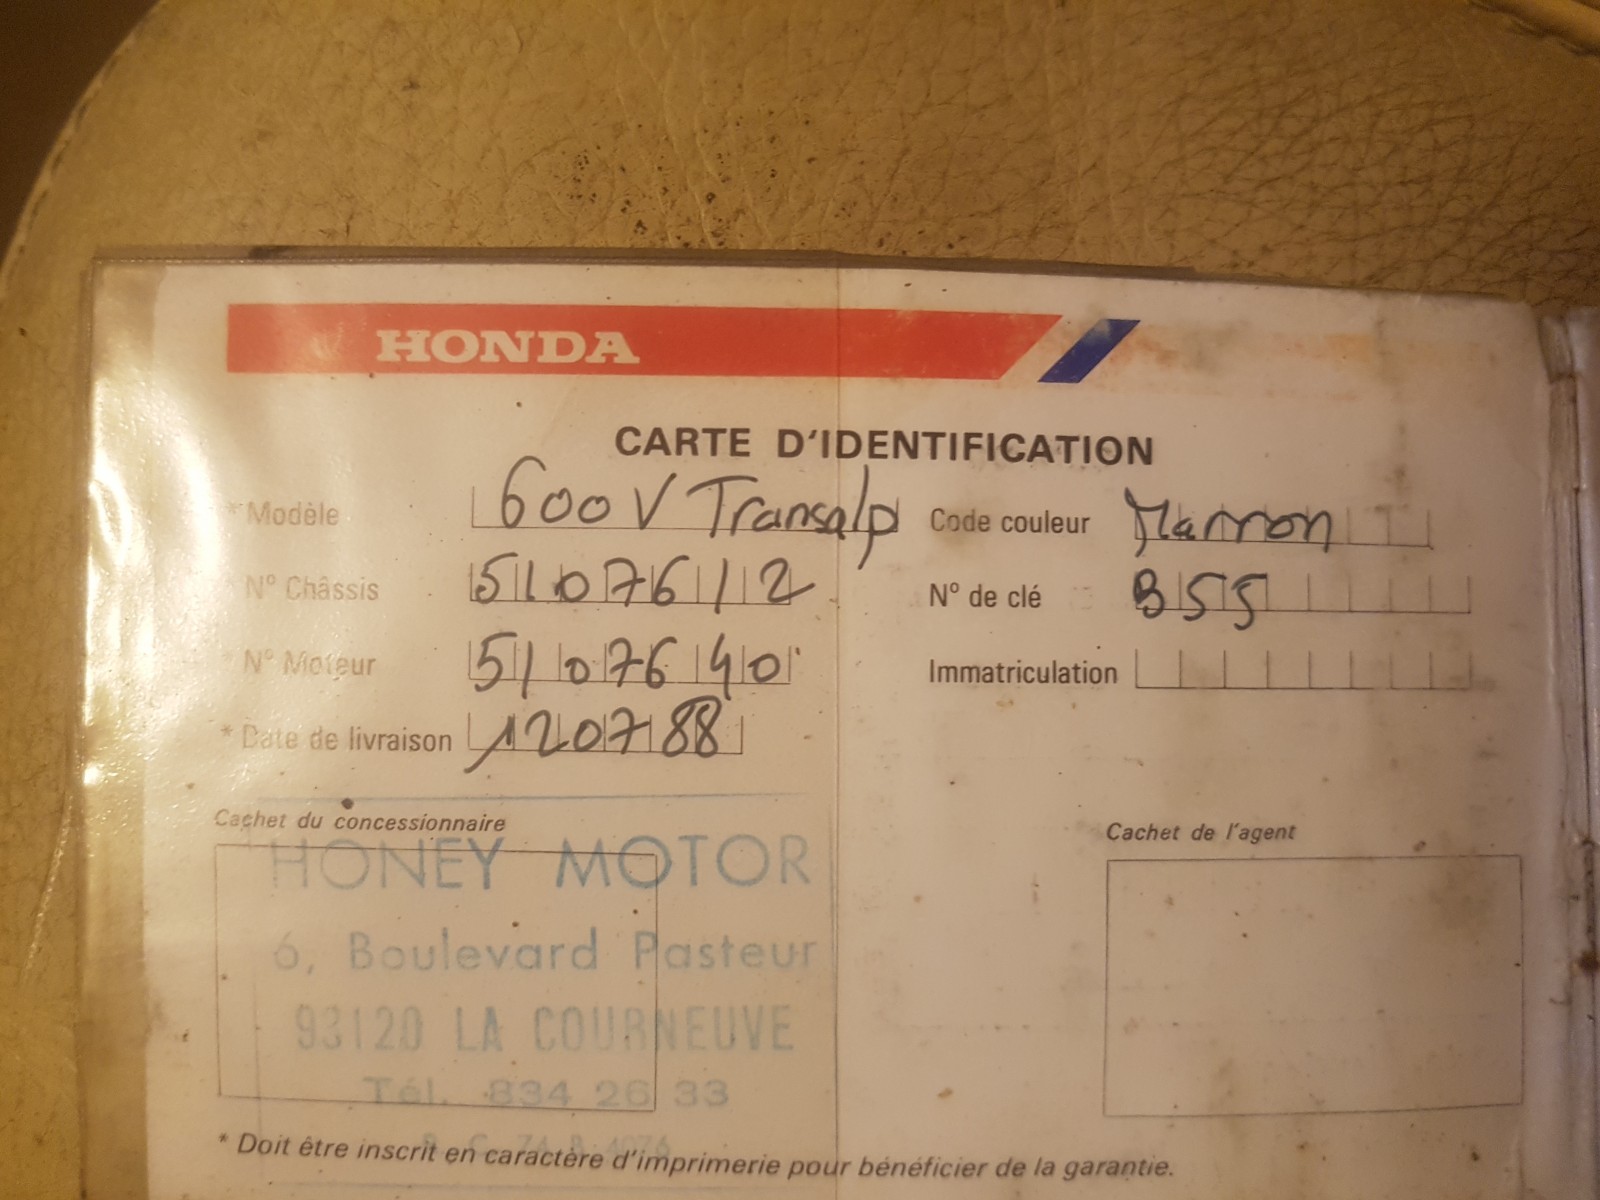 HONDA
CARTE D'IDENTIFICATION
* Modèle 600 V Transalp
Code couleur Marron
N° Châssis 5107612
N° de clé B55
* N° Moteur 5107640
Immatriculation
* Date de livraison 120788
Cachet du concessionnaire
Cachet de l'agent
HONEY MOTOR
6, Boulevard Pasteur
93120 LA COURNEUVE
Tél. 834 26 33
* Doit être inscrit en caractère d'imprimerie pour bénéficier de la garantie.